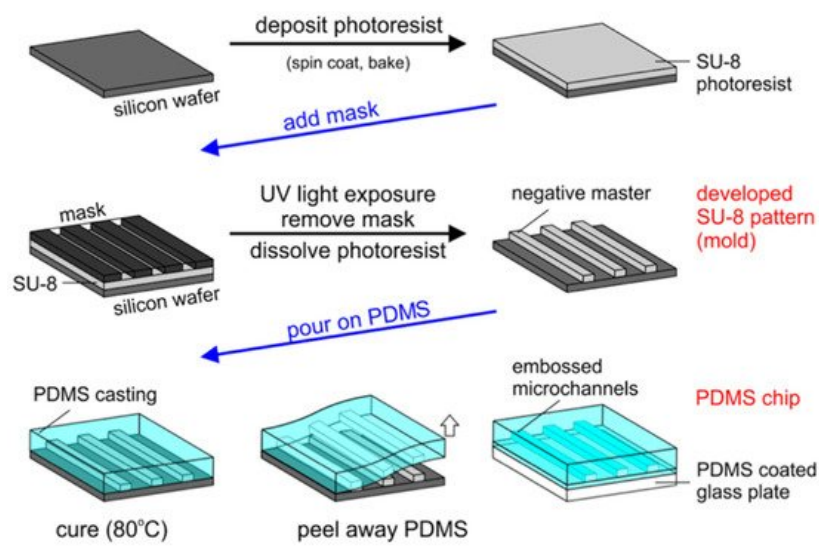 deposit photoresist
(spin coat, bake)
silicon wafer
SU-8
photoresist
add mask
mask
SU-8
silicon wafer
UV light exposure
remove mask
dissolve photoresist
negative master
developed
SU-8 pattern
(mold)
pour on PDMS
PDMS casting
embossed
microchannels
PDMS chip
PDMS coated
glass plate
cure (80°C)
peel away PDMS